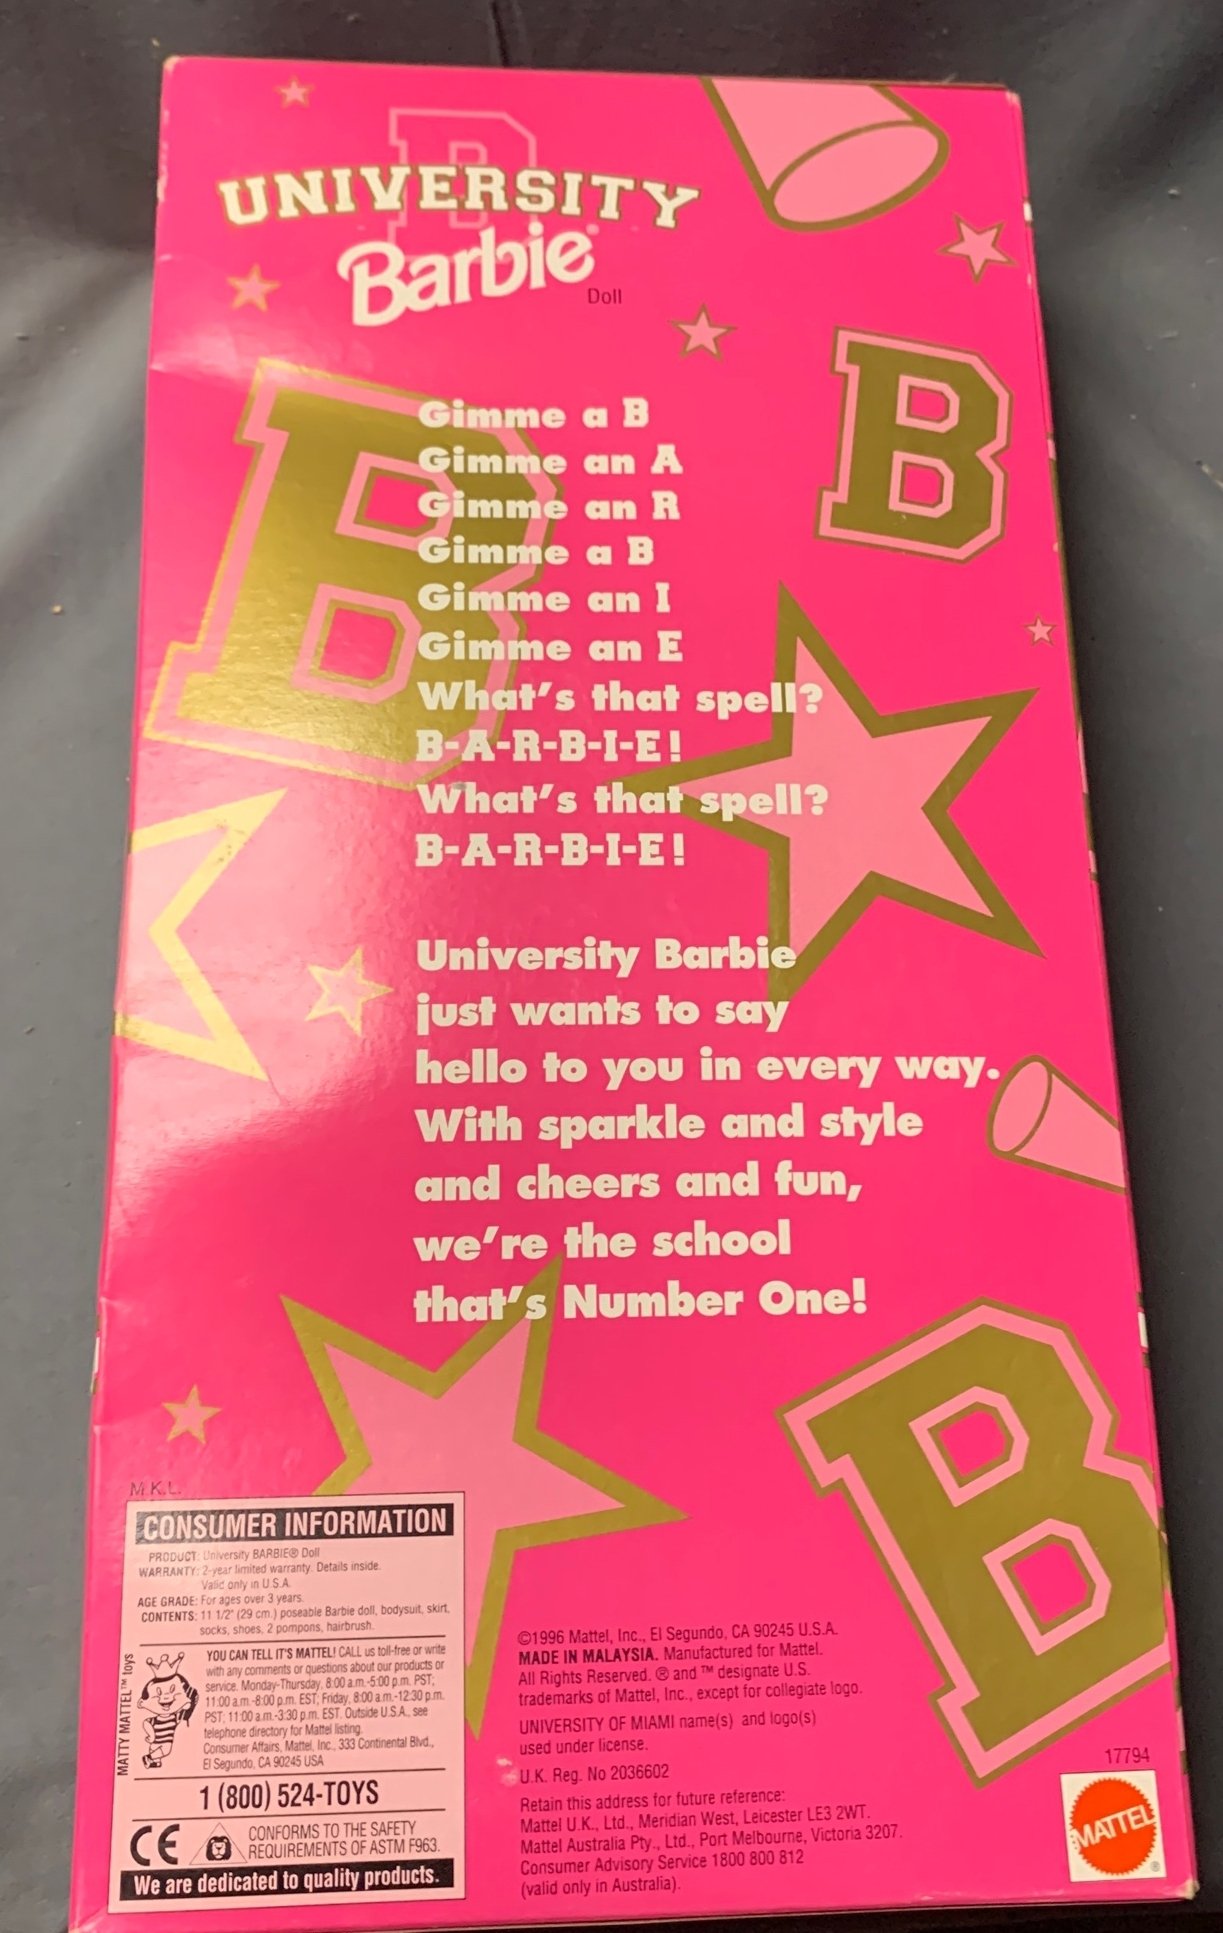 B
UNIVERSITY
Barbie®
Doll
Gimme a B
Gimme an A
Gimme an R
Gimme a B
Gimme an I
Gimme an E
What's that spell?
B-A-R-B-I-E!
What's that spell?
B-A-R-B-I-E!
University Barbie
just wants to say
hello to you in every way.
With sparkle and style
and cheers and fun,
we're the school
that's Number One!
B
B
B
M.K.L.
CONSUMER INFORMATION
PRODUCT: University BARBIE® Doll
WARRANTY: 2-year limited warranty. Details inside.
Valid only in U.S.A.
AGE GRADE: For ages over 3 years.
CONTENTS: 11 1/2" (29 cm.) poseable Barbie doll, bodysuit, skirt,
socks, shoes, 2 pompons, hairbrush.
MATTY MATTEL™ toys
YOU CAN TELL IT'S MATTEL! CALL us toll-free or write
with any comments or questions about our products or
service. Monday-Thursday, 8:00 a.m.-5:00 p.m. PST;
11:00 a.m.-8:00 p.m. EST; Friday, 8:00 a.m.-12:30 p.m.
PST; 11:00 a.m.-3:30 p.m. EST. Outside U.S.A., see
telephone directory for Mattel listing.
Consumer Affairs, Mattel, Inc., 333 Continental Blvd.,
El Segundo, CA 90245 USA
1 (800) 524-TOYS
CE
CONFORMS TO THE SAFETY
REQUIREMENTS OF ASTM F963.
We are dedicated to quality products.
©1996 Mattel, Inc., El Segundo, CA 90245 U.S.A.
MADE IN MALAYSIA. Manufactured for Mattel.
All Rights Reserved. ® and ™ designate U.S.
trademarks of Mattel, Inc., except for collegiate logo.
UNIVERSITY OF MIAMI name(s) and logo(s)
used under license.
U.K. Reg. No 2036602
Retain this address for future reference:
Mattel U.K., Ltd., Meridian West, Leicester LE3 2WT.
Mattel Australia Pty., Ltd., Port Melbourne, Victoria 3207.
Consumer Advisory Service 1800 800 812
(valid only in Australia).
17794
MATTEL
®